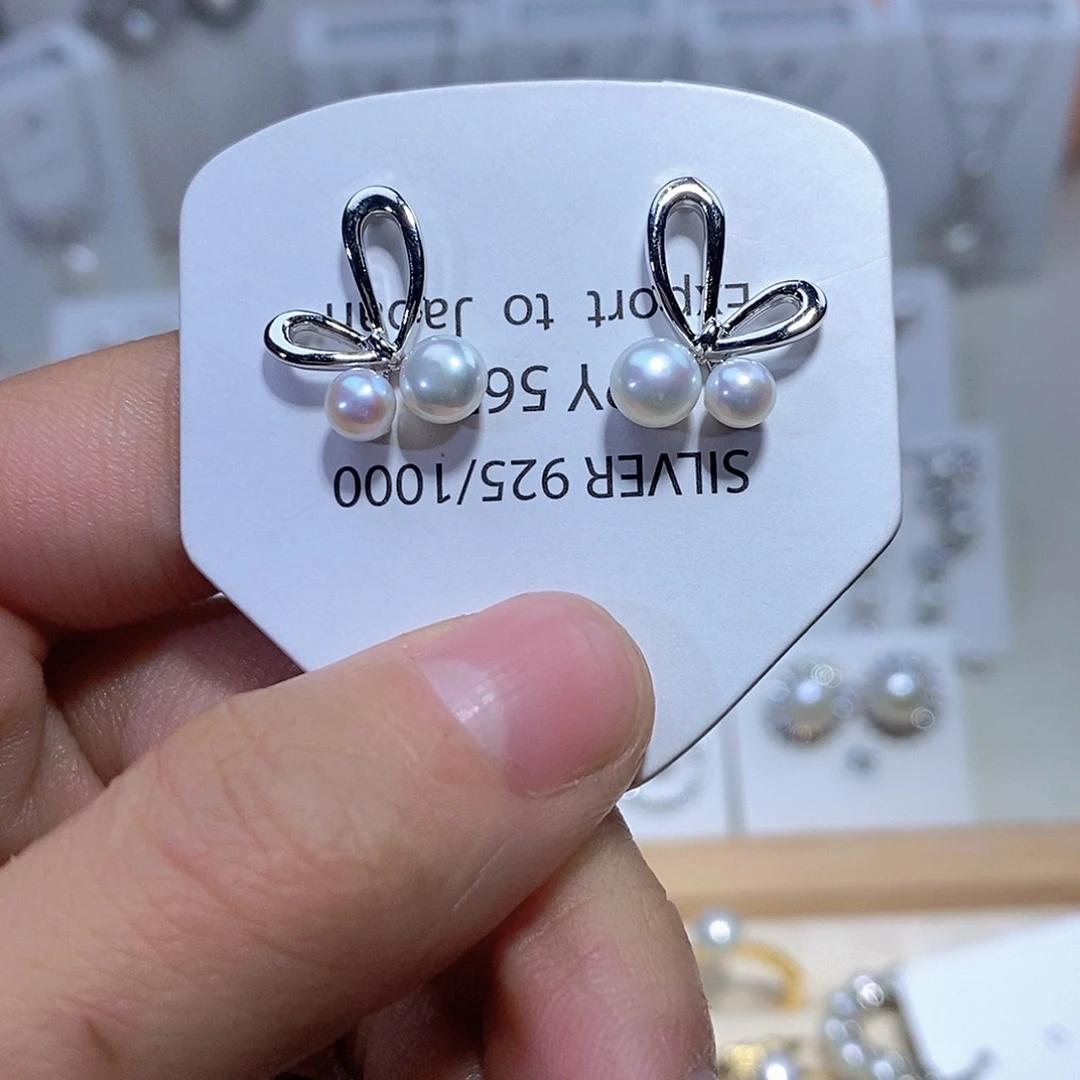 SILVER 925/1000
Export to Japan